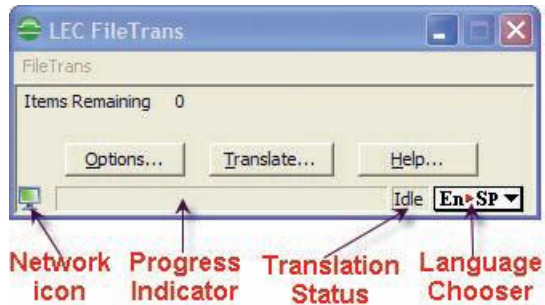 LEC FileTrans
FileTrans
Items Remaining 0
Options... Translate... Help...
Idle En▸SP
Network Progress Translation Language
icon Indicator Status Chooser